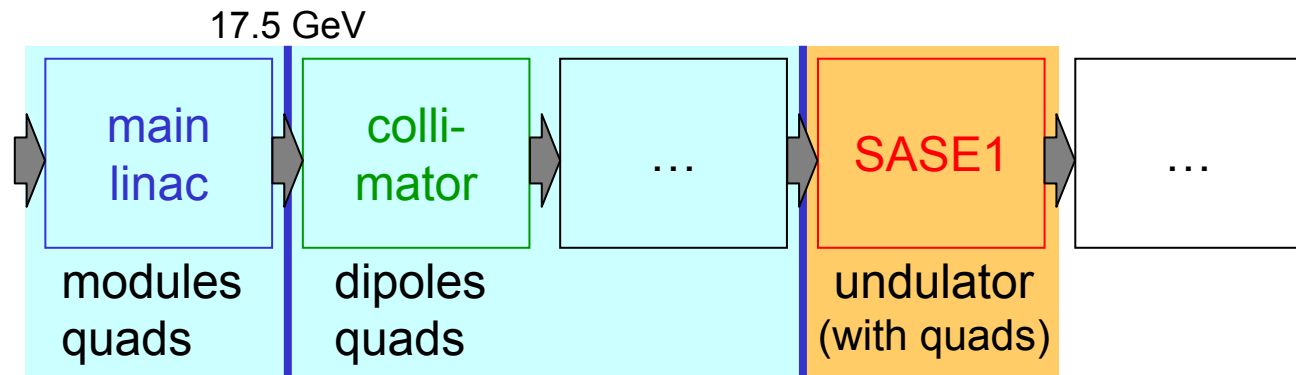 17.5 GeV
main
linac
colli-
mator
...
SASE1
...
modules
quads
dipoles
quads
undulator
(with quads)